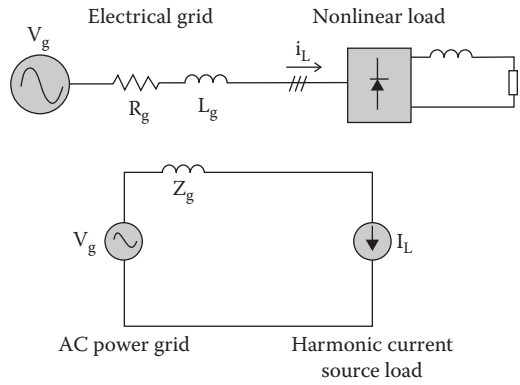 Electrical grid
Nonlinear load
V_g
i_L
R_g
L_g
Z_g
V_g
I_L
AC power grid
Harmonic current
source load